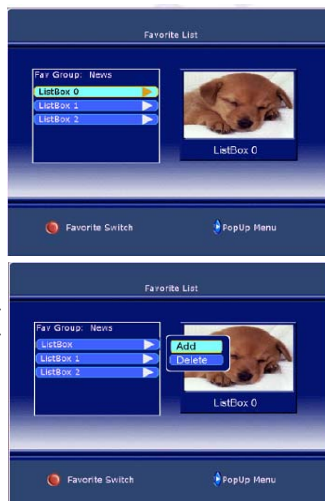 Favorite List
Fav Group: News
ListBox 0
ListBox 1
ListBox 2
ListBox 0
Favorite Switch
PopUp Menu
Favorite List
Fav Group: News
ListBox
ListBox 1
ListBox 2
Add
Delete
ListBox 0
Favorite Switch
PopUp Menu